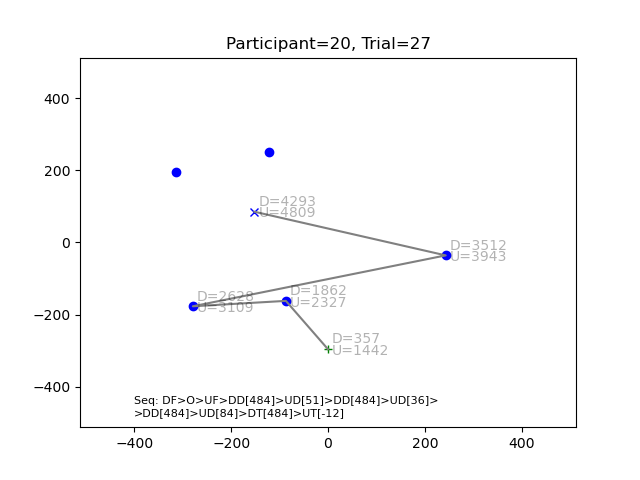 Participant=20, Trial=27
400
200
0
−200
−400
−400
−200
0
200
400
D=4293
U=4809
D=3512
U=3943
D=2628
U=3109
D=1862
U=2327
D=357
U=1442
Seq: DF>O>UF>DD[484]>UD[51]>DD[484]>UD[36]>
>DD[484]>UD[84]>DT[484]>UT[-12]